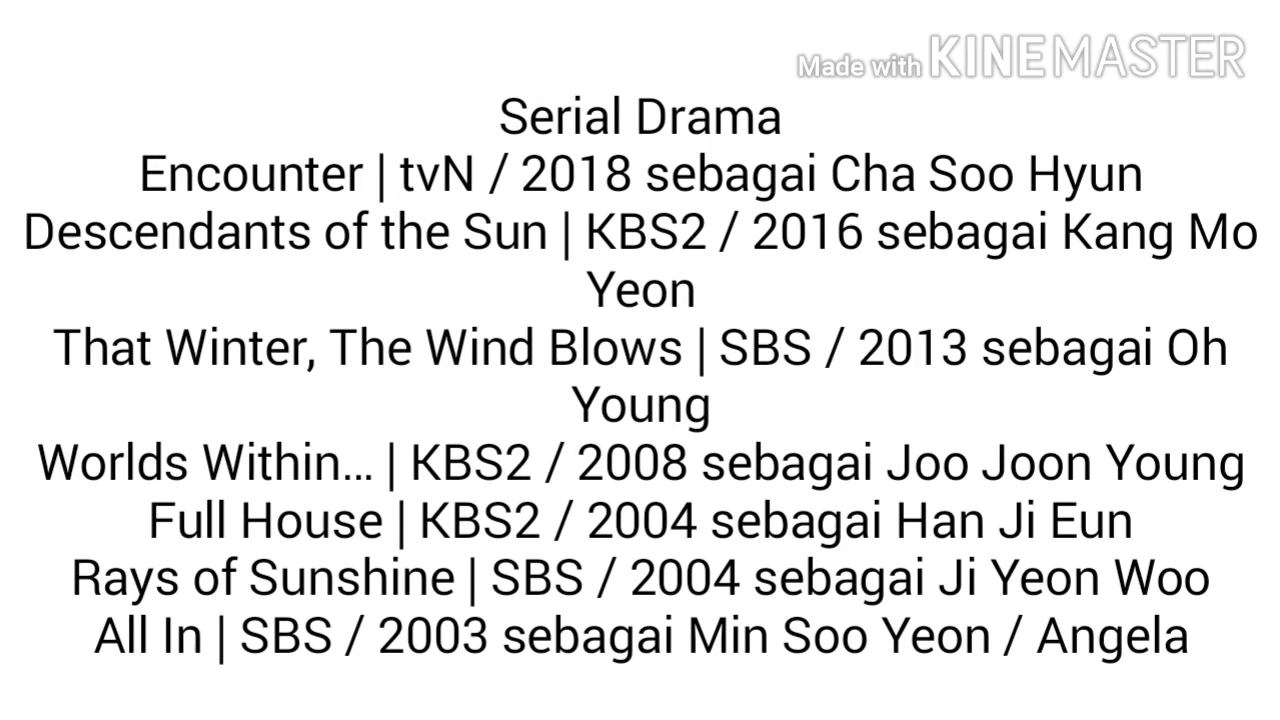 Made with KINEMASTER
Serial Drama
Encounter | tvN / 2018 sebagai Cha Soo Hyun
Descendants of the Sun | KBS2 / 2016 sebagai Kang Mo
Yeon
That Winter, The Wind Blows | SBS / 2013 sebagai Oh
Young
Worlds Within... | KBS2 / 2008 sebagai Joo Joon Young
Full House | KBS2 / 2004 sebagai Han Ji Eun
Rays of Sunshine | SBS / 2004 sebagai Ji Yeon Woo
All In | SBS / 2003 sebagai Min Soo Yeon / Angela